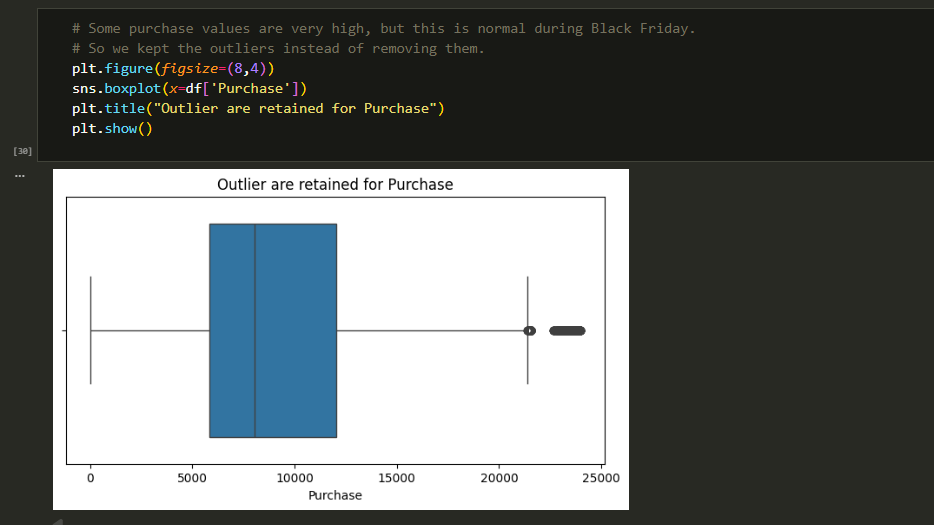 # Some purchase values are very high, but this is normal during Black Friday.
# So we kept the outliers instead of removing them.
plt.figure(figsize=(8,4))
sns.boxplot(x=df['Purchase'])
plt.title("Outlier are retained for Purchase")
plt.show()
[30]
...
Outlier are retained for Purchase
0 5000 10000 15000 20000 25000
Purchase